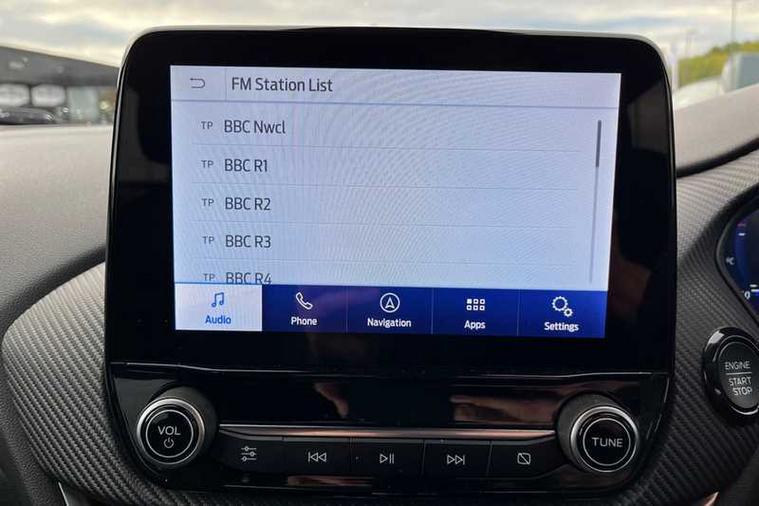 FM Station List
TP BBC Nwcl
TP BBC R1
TP BBC R2
TP BBC R3
TP BBC R4
Audio Phone Navigation Apps Settings
VOL
TUNE
ENGINE
START
STOP